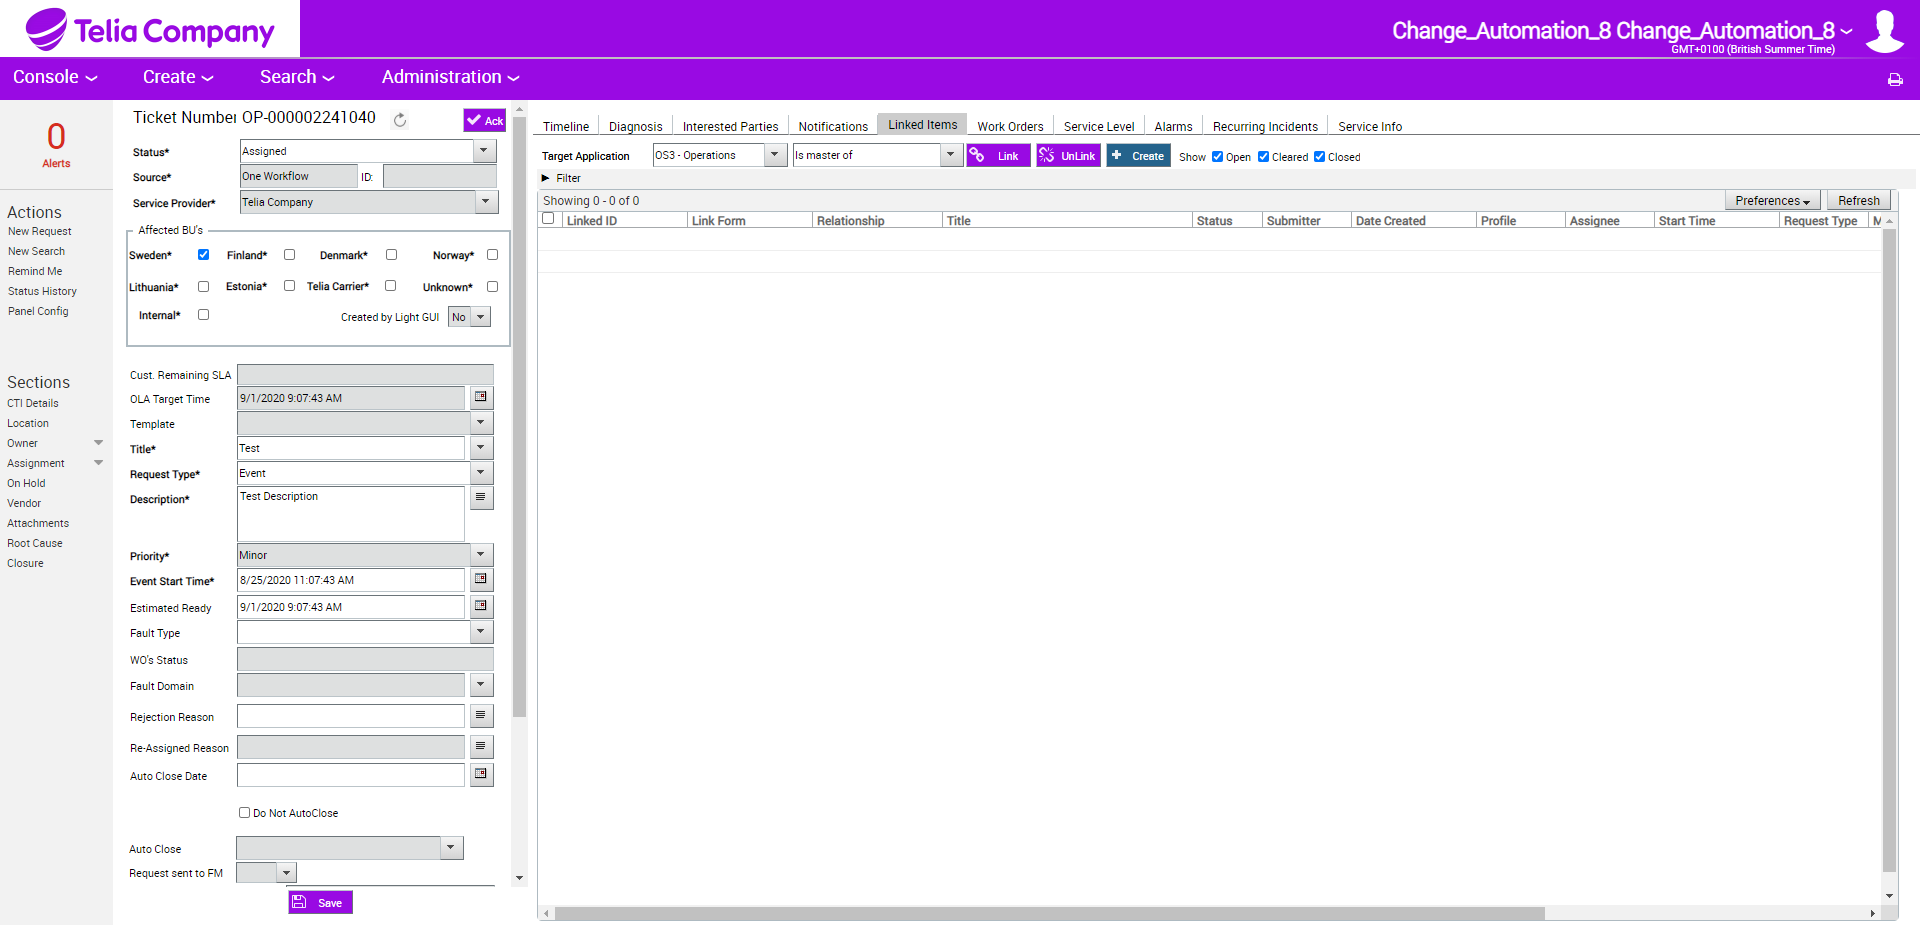 Telia Company
Change_Automation_8 Change_Automation_8
GMT+0100 (British Summer Time)
Console
Create
Search
Administration
0
Alerts
Actions
New Request
New Search
Remind Me
Status History
Panel Config
Sections
CTI Details
Location
Owner
Assignment
On Hold
Vendor
Attachments
Root Cause
Closure
Ticket Number OP-000002241040
Ack
Status* Assigned
Source* One Workflow ID:
Service Provider* Telia Company
Affected BU's
Sweden* Finland* Denmark* Norway*
Lithuania* Estonia* Telia Carrier* Unknown*
Internal* Created by Light GUI No
Cust. Remaining SLA
OLA Target Time 9/1/2020 9:07:43 AM
Template
Title* Test
Request Type* Event
Description* Test Description
Priority* Minor
Event Start Time* 8/25/2020 11:07:43 AM
Estimated Ready 9/1/2020 9:07:43 AM
Fault Type
WO's Status
Fault Domain
Rejection Reason
Re-Assigned Reason
Auto Close Date
Do Not AutoClose
Auto Close
Request sent to FM
Save
Timeline Diagnosis Interested Parties Notifications Linked Items Work Orders Service Level Alarms Recurring Incidents Service Info
Target Application OS3 - Operations Is master of Link UnLink Create Show Open Cleared Closed
Filter
Showing 0 - 0 of 0 Preferences Refresh
Linked ID Link Form Relationship Title Status Submitter Date Created Profile Assignee Start Time Request Type M